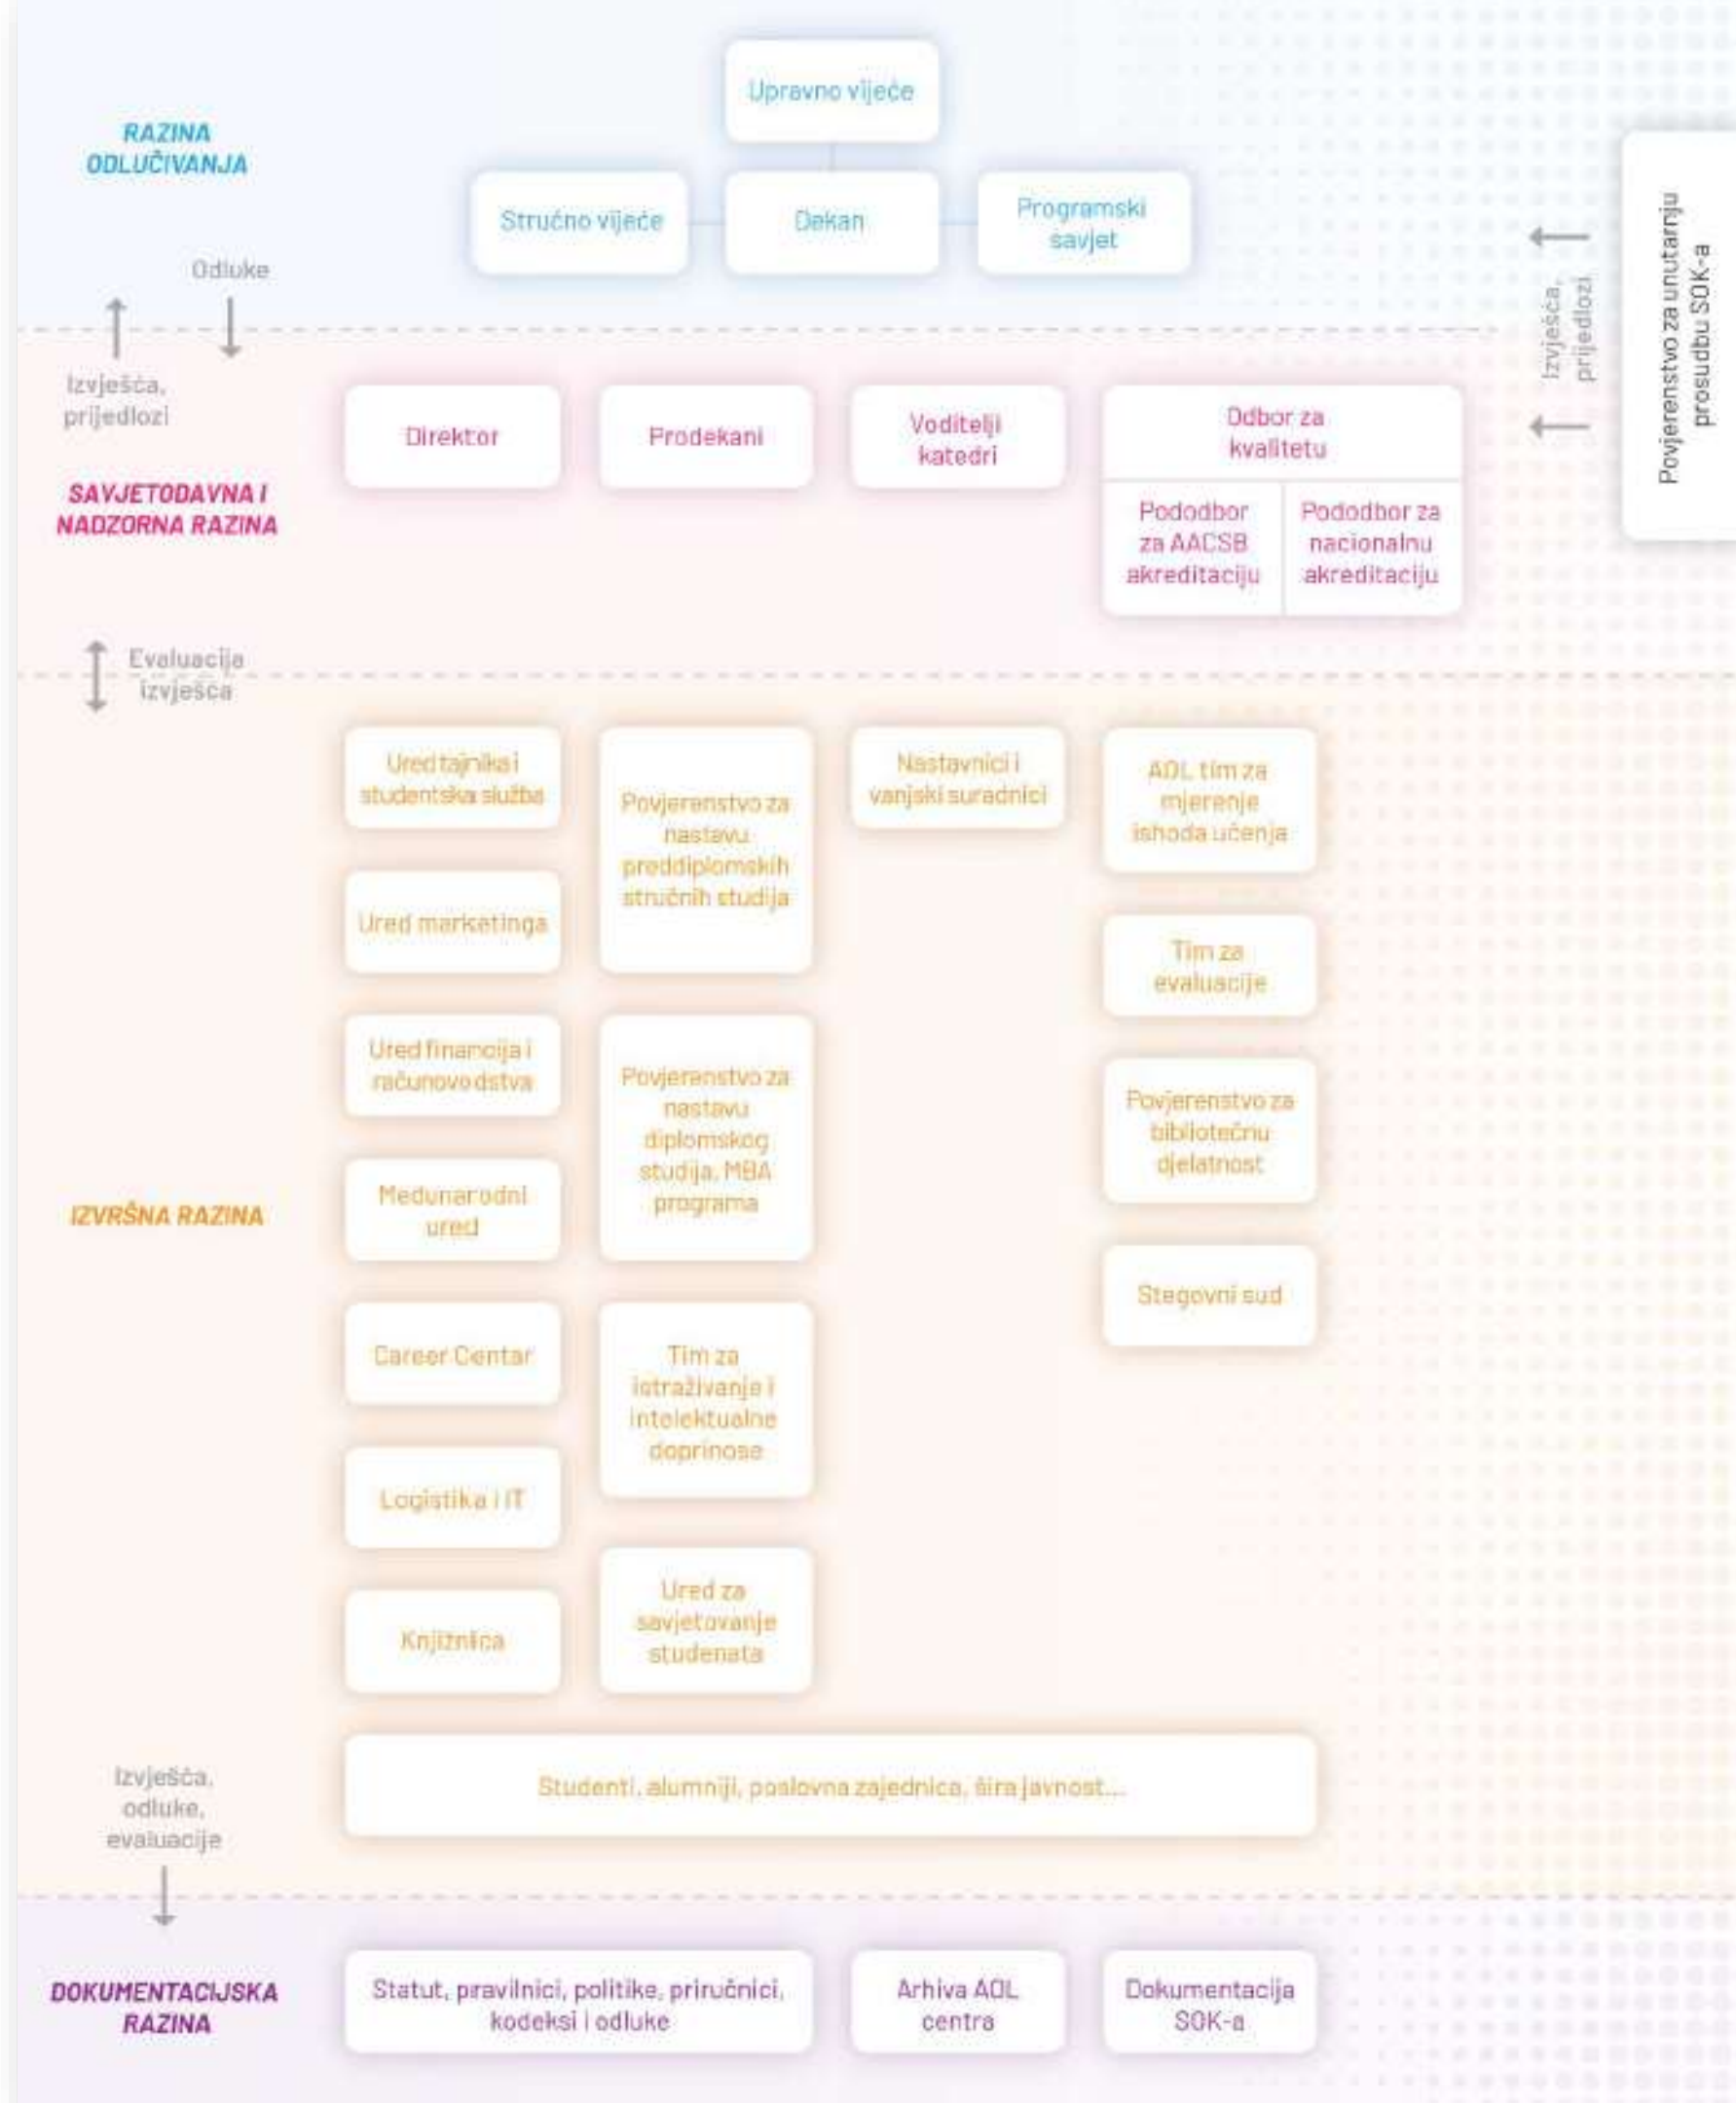 Upravno vijeće
RAZINA
ODLUČIVANJA
Stručno vijeće
Dekan
Programski
savjet
Odluke
Izvješća,
prijedlozi
Izvješća,
prijedlozi
Povjerenstvo za unutarnju
prosudbu SOK-a
SAVJETODAVNA I
NADZORNA RAZINA
Direktor
Prodekani
Voditelji
katedri
Odbor za
kvalitetu
Pododbor
za AACSB
akreditaciju
Pododbor za
nacionalnu
akreditaciju
Evaluacija
izvješća
IZVRŠNA RAZINA
Ured tajnika i
studentska služba
Ured marketinga
Ured financija i
računovodstva
Međunarodni
ured
Career Centar
Logistika i IT
Knjižnica
Povjerenstvo za
nastavu
preddiplomskih
stručnih studija
Povjerenstvo za
nastavu
diplomskog
studija, MBA
programa
Tim za
istraživanje i
intelektualne
doprinose
Ured za
savjetovanje
studenata
Nastavnici i
vanjski suradnici
AOL tim za
mjerenje
ishoda učenja
Tim za
evaluacije
Povjerenstvo za
bibliotečnu
djelatnost
Stegovni sud
Studenti, alumniji, poslovna zajednica, šira javnost...
Izvješća,
odluke,
evaluacije
DOKUMENTACIJSKA
RAZINA
Statut, pravilnici, politike, priručnici,
kodeksi i odluke
Arhiva AOL
centra
Dokumentacija
SOK-a